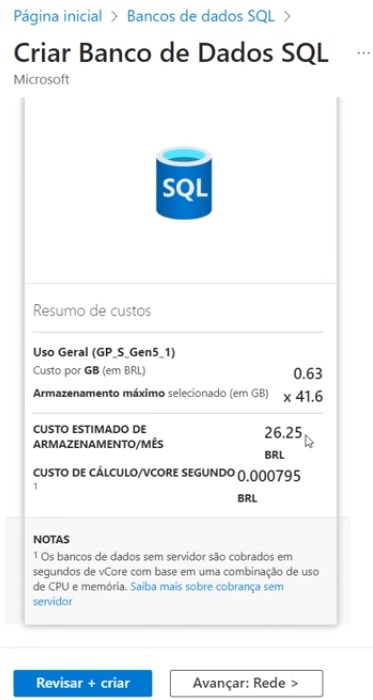 Página inicial > Bancos de dados SQL >
Criar Banco de Dados SQL ...
Microsoft
SQL
Resumo de custos
Uso Geral (GP_S_Gen5_1)
Custo por GB (em BRL) 0.63
Armazenamento máximo selecionado (em GB) x 41.6
CUSTO ESTIMADO DE
ARMAZENAMENTO/MÊS 26.25
BRL
CUSTO DE CÁLCULO/VCORE SEGUNDO 0.000795
1
BRL
NOTAS
¹ Os bancos de dados sem servidor são cobrados em
segundos de vCore com base em uma combinação de uso
de CPU e memória. Saiba mais sobre cobrança sem
servidor
Revisar + criar Avançar: Rede >